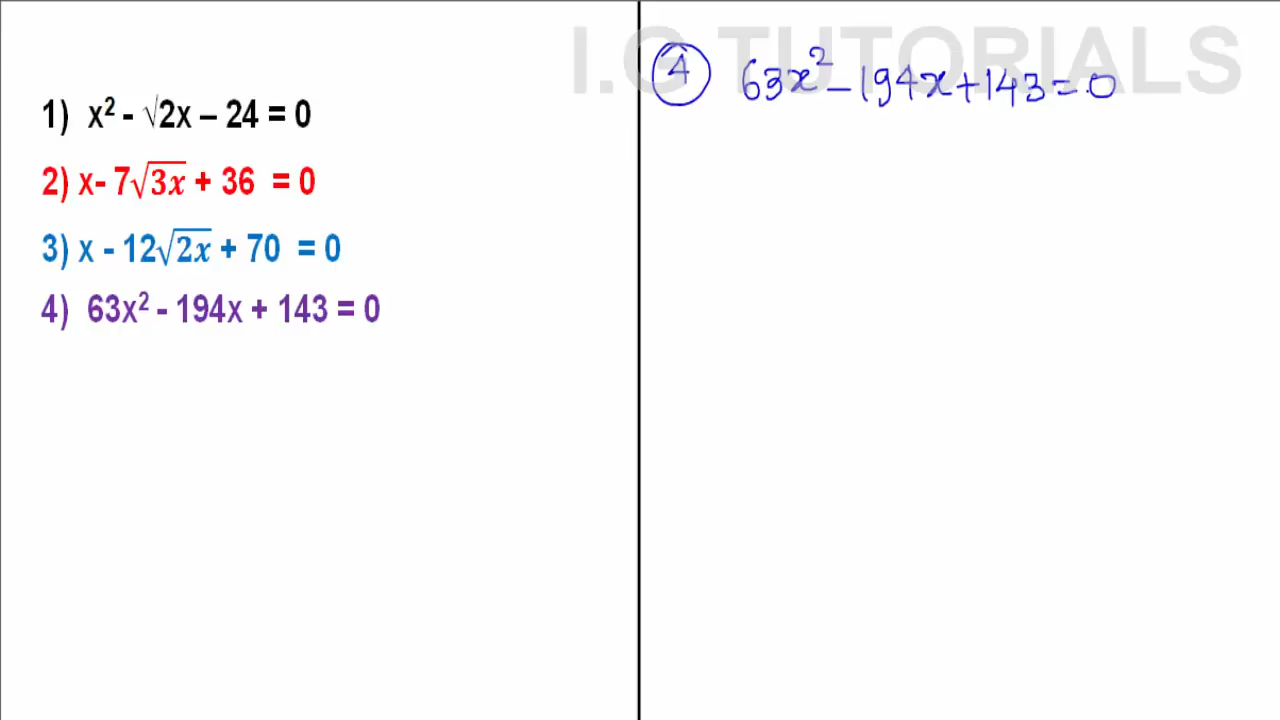 I.G TUTORIALS
1) x² - √2x – 24 = 0
2) x- 7√3x + 36 = 0
3) x - 12√2x + 70 = 0
4) 63x² - 194x + 143 = 0
4 63x² - 194x + 143 = 0